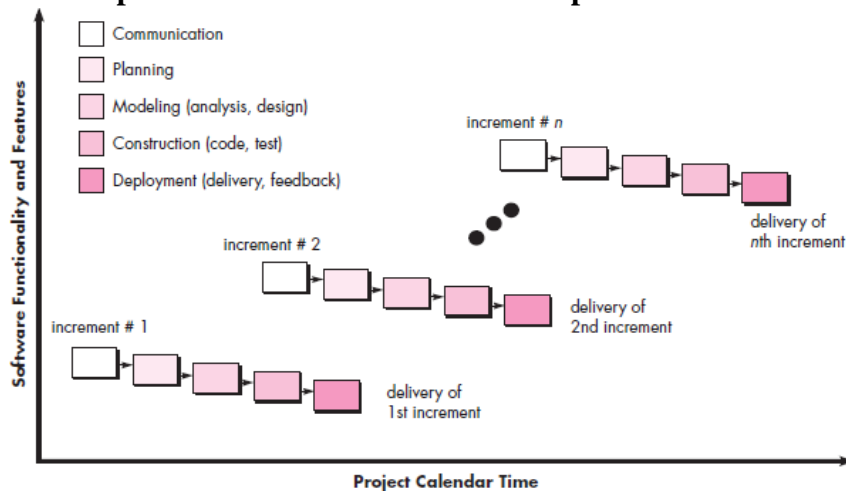 Communication
Planning
Modeling (analysis, design)
Construction (code, test)
Deployment (delivery, feedback)
increment # n
delivery of
nth increment
increment # 2
delivery of
2nd increment
increment # 1
delivery of
1st increment
Software Functionality and Features
Project Calendar Time